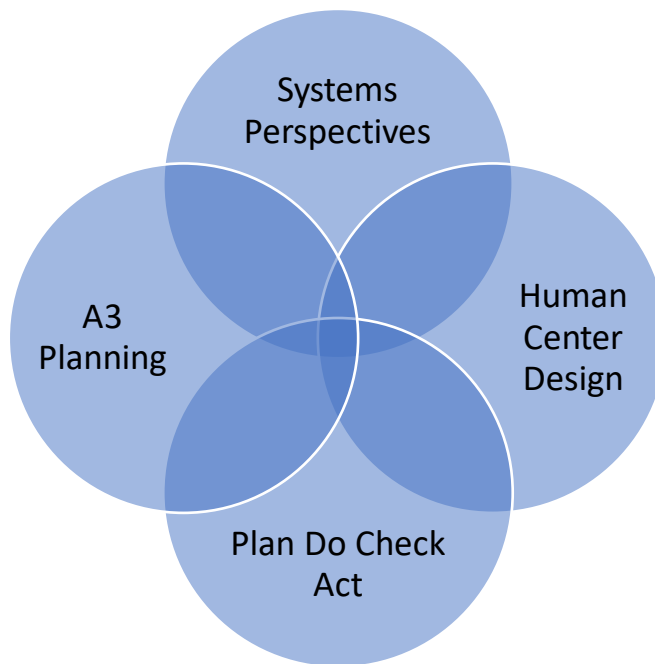 Systems
Perspectives
A3
Planning
Human
Center
Design
Plan Do Check
Act